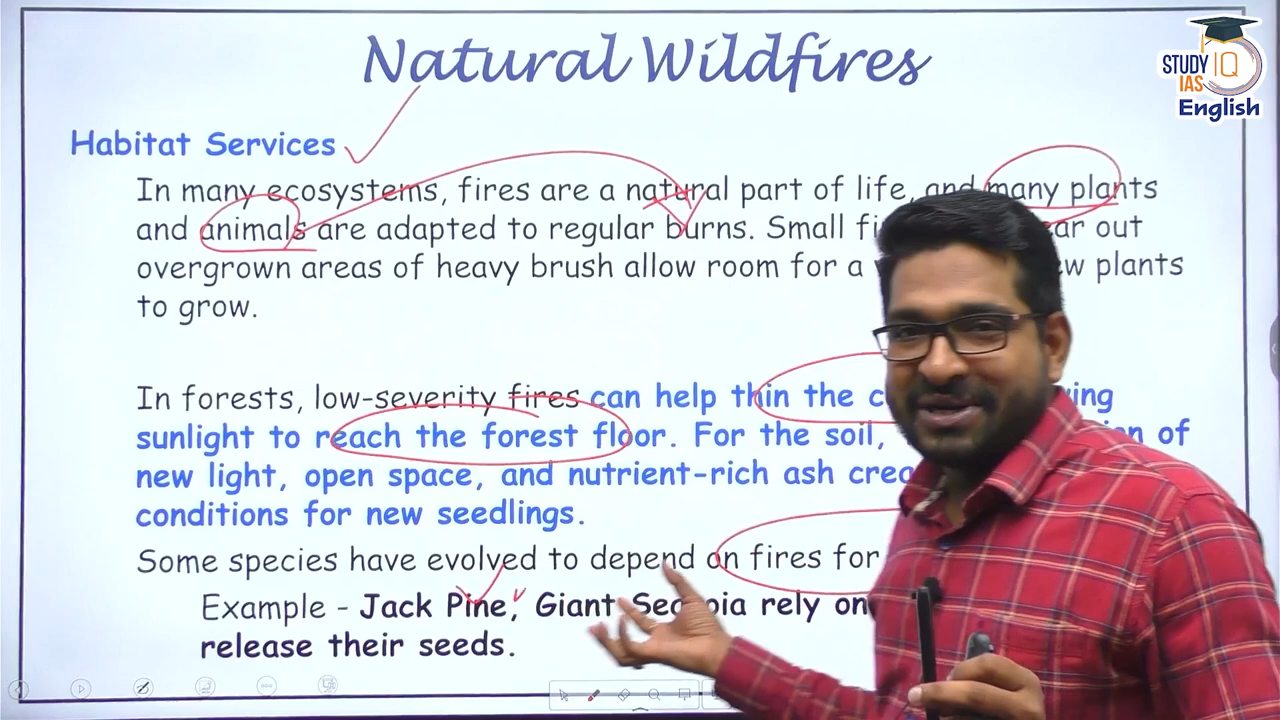 Natural Wildfires
STUDY IQ
IAS
English
Habitat Services
In many ecosystems, fires are a natural part of life, and many plants
and animals are adapted to regular burns. Small out
overgrown areas of heavy brush allow room for a plants
to grow.
In forests, low-severity fires can help thin the
sunlight to reach the forest floor. For the soil, of
new light, open space, and nutrient-rich ash
conditions for new seedlings.
Some species have evolved to depend on fires for
Example - Jack Pine, Giant Sequoia rely on
release their seeds.